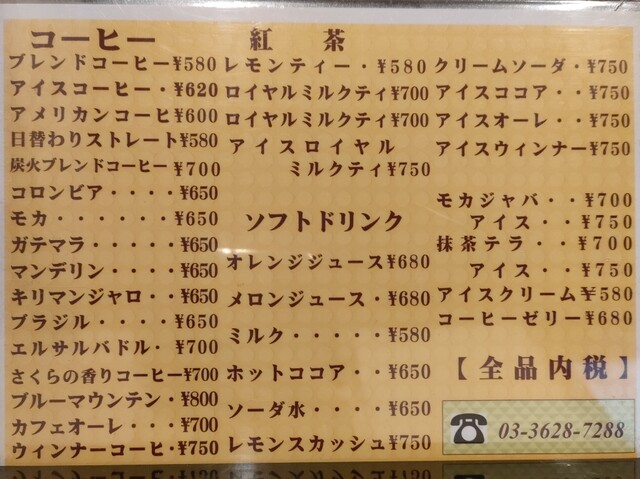 コーヒー
ブレンドコーヒー¥580
アイスコーヒー・¥620
アメリカンコーヒ¥600
日替わりストレート¥580
炭火ブレンドコーヒー¥700
コロンビア・・・・¥650
モカ・・・・・・¥650
ガテマラ・・・・・¥650
マンデリン・・・・¥650
キリマンジャロ・・¥650
ブラジル・・・・¥650
エルサルバドル・¥700
さくらの香りコーヒー¥700
ブルーマウンテン・¥800
カフェオーレ・・・¥700
ウィンナーコーヒ・¥750
紅 茶
レモンティー・・¥580
ロイヤルミルクティ¥700
ロイヤルミルクティ¥700
アイスロイヤル
ミルクティ¥750
ソフトドリンク
オレンジジュース¥680
メロンジュース・¥680
ミルク・・・・・¥580
ホットココア・・¥650
ソーダ水・・・・¥650
レモンスカッシュ¥750
クリームソーダ・¥750
アイスココア・・¥750
アイスオーレ・・¥750
アイスウィンナー¥750
モカジャバ・・¥700
アイス・・¥750
抹茶テラ・・¥700
アイス・・¥750
アイスクリーム¥580
コーヒーゼリー¥680
【全品内税】
☎ 03-3628-7288